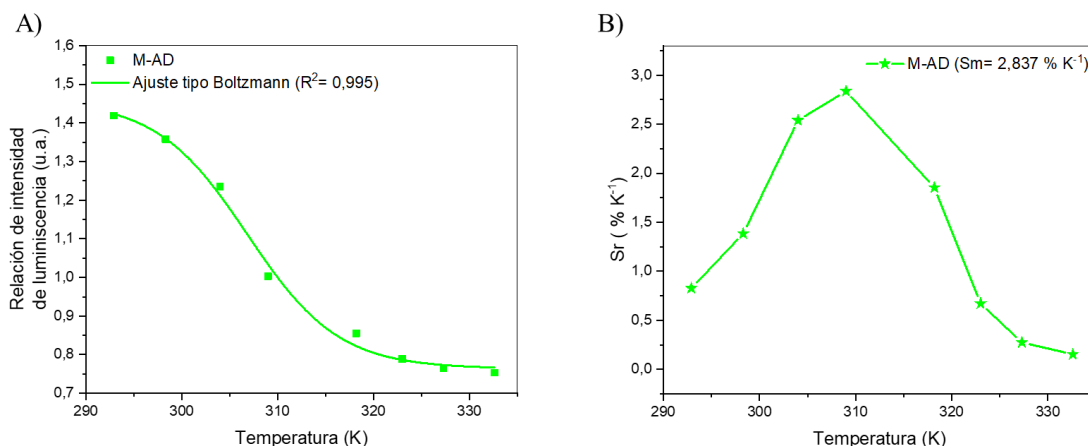 A)
1,6
1,5
1,4
1,3
1,2
1,1
1,0
0,9
0,8
0,7
290
300
310
320
330
Relación de intensidad
de luminiscencia (u.a.)
Temperatura (K)
M-AD
Ajuste tipo Boltzmann (R²= 0,995)
B)
3,0
2,5
2,0
1,5
1,0
0,5
0,0
290
300
310
320
330
Sr ( % K⁻¹)
Temperatura (K)
M-AD (Sm= 2,837 % K⁻¹)